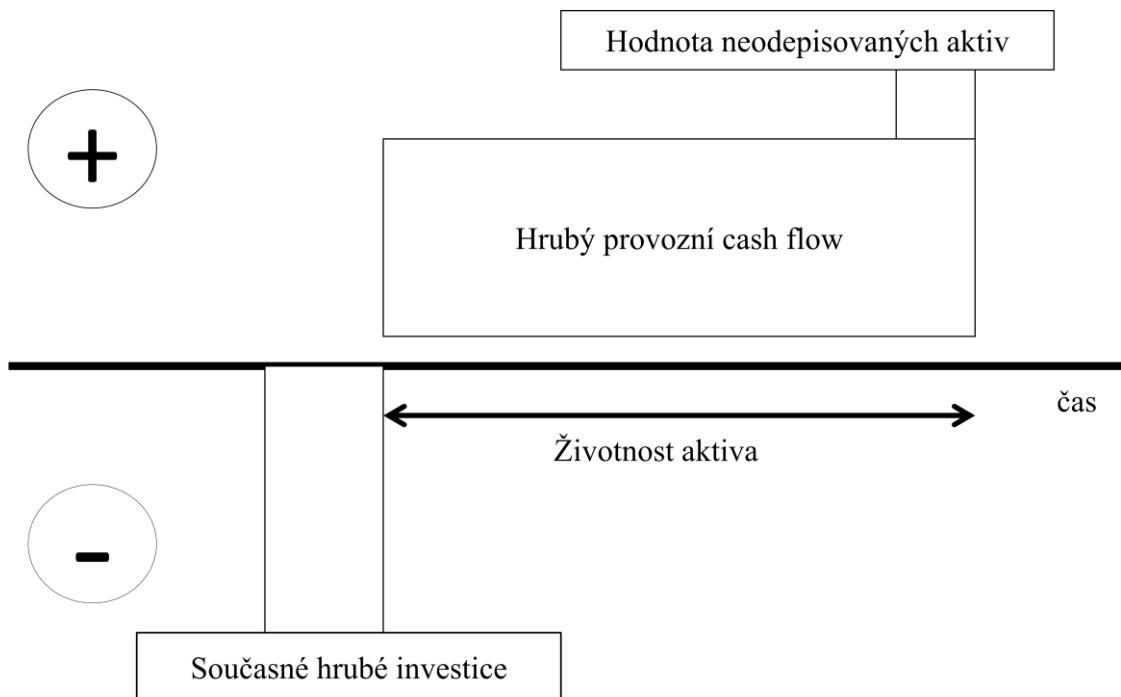 Hodnota neodepisovaných aktiv
+
Hrubý provozní cash flow
čas
Životnost aktiva
-
Současné hrubé investice